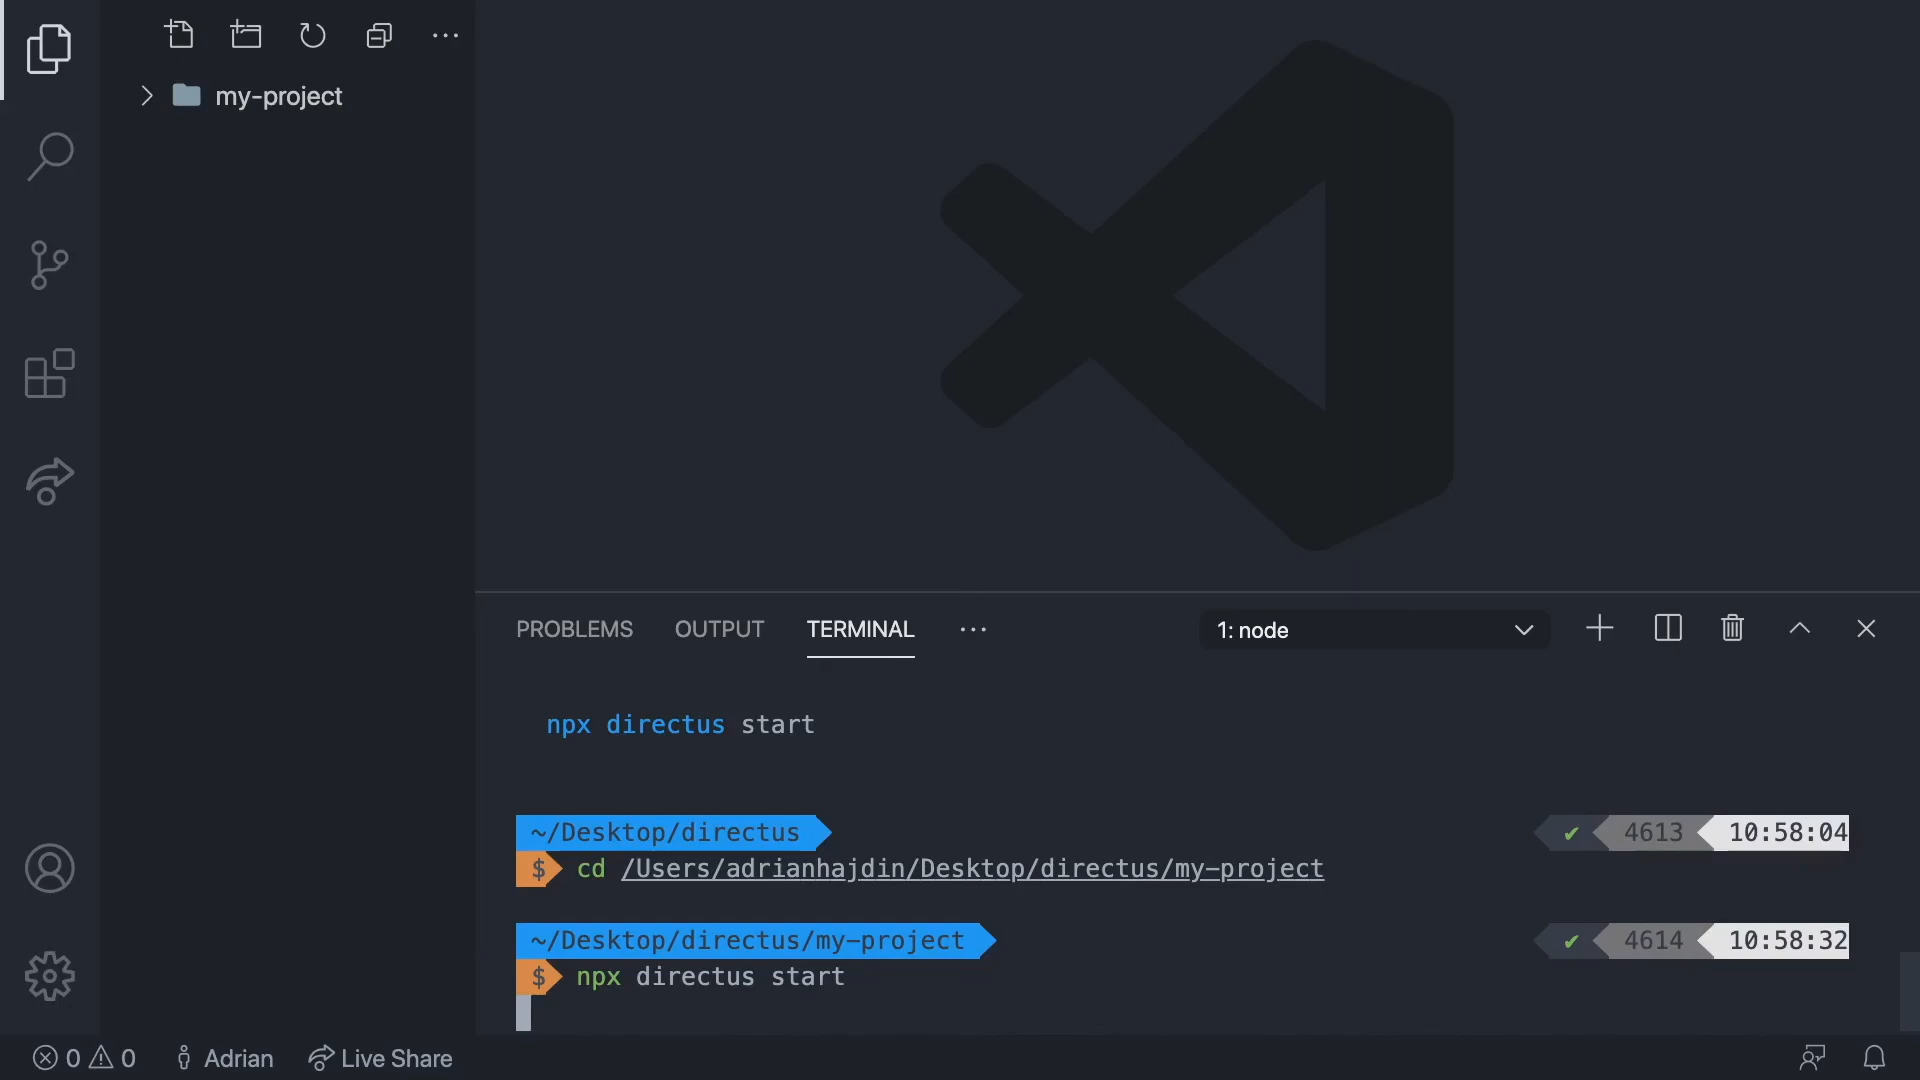 my-project
PROBLEMS OUTPUT TERMINAL ··· 1: node
npx directus start
~/Desktop/directus ✔ 4613 10:58:04
$ cd /Users/adrianhajdin/Desktop/directus/my-project
~/Desktop/directus/my-project ✔ 4614 10:58:32
$ npx directus start
0 0 Adrian Live Share